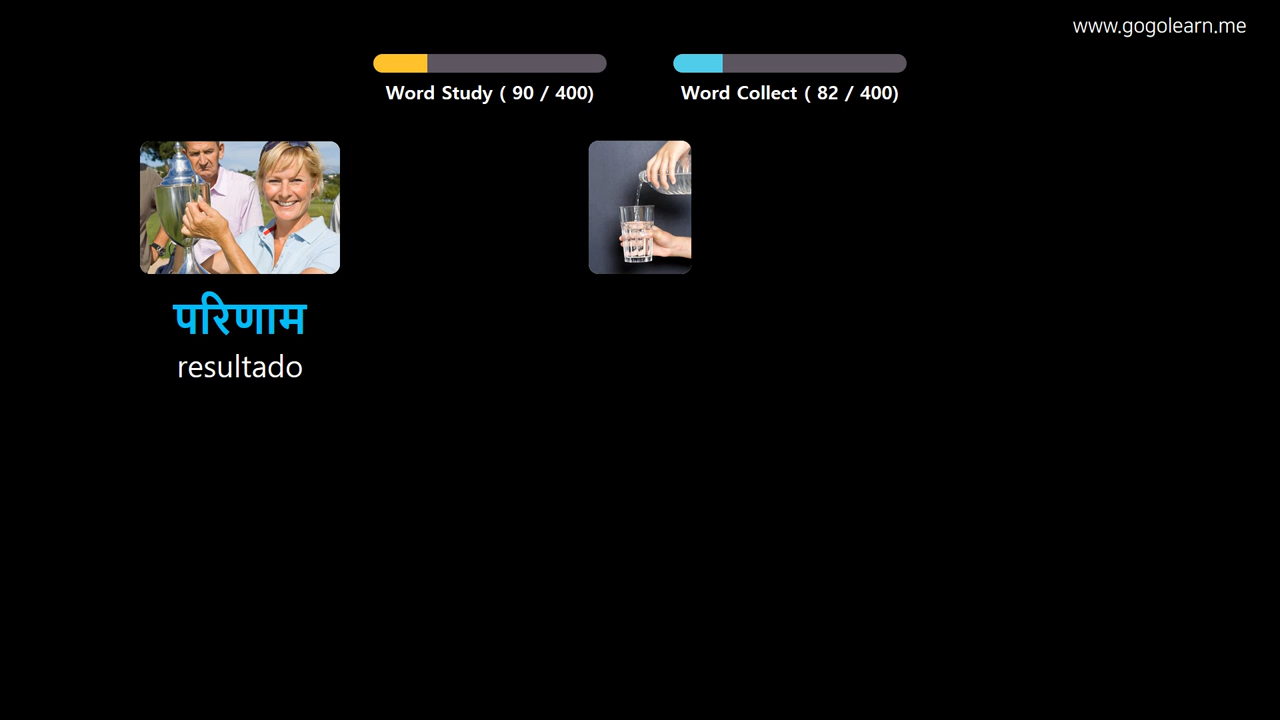 www.gogolearn.me
Word Study ( 90 / 400)
Word Collect ( 82 / 400)
परिणाम
resultado